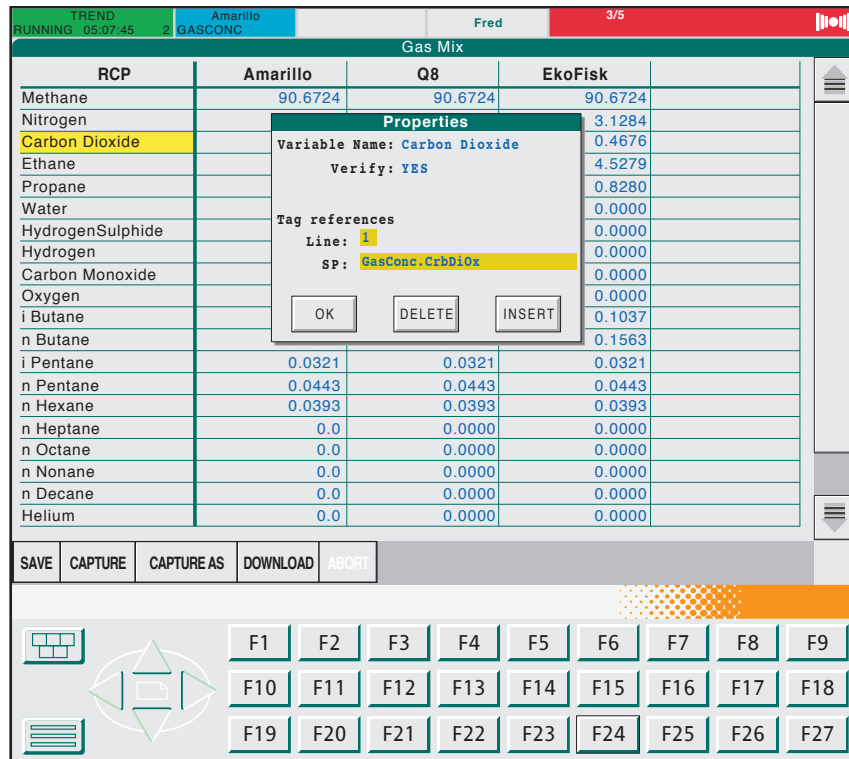 TREND Amarillo Fred 3/5
RUNNING 05:07:45 2 GASCONC
Gas Mix
RCP Amarillo Q8 EkoFisk
Methane 90.6724 90.6724 90.6724
Nitrogen 3.1284
Carbon Dioxide 0.4676
Ethane 4.5279
Propane 0.8280
Water 0.0000
HydrogenSulphide 0.0000
Hydrogen 0.0000
Carbon Monoxide 0.0000
Oxygen 0.0000
i Butane 0.1037
n Butane 0.1563
i Pentane 0.0321 0.0321 0.0321
n Pentane 0.0443 0.0443 0.0443
n Hexane 0.0393 0.0393 0.0393
n Heptane 0.0 0.0000 0.0000
n Octane 0.0 0.0000 0.0000
n Nonane 0.0 0.0000 0.0000
n Decane 0.0 0.0000 0.0000
Helium 0.0 0.0000 0.0000
Properties
Variable Name: Carbon Dioxide
Verify: YES
Tag references
Line: 1
SP: GasConc.CrbDiOx
OK DELETE INSERT
SAVE CAPTURE CAPTURE AS DOWNLOAD ABORT
F1 F2 F3 F4 F5 F6 F7 F8 F9
F10 F11 F12 F13 F14 F15 F16 F17 F18
F19 F20 F21 F22 F23 F24 F25 F26 F27